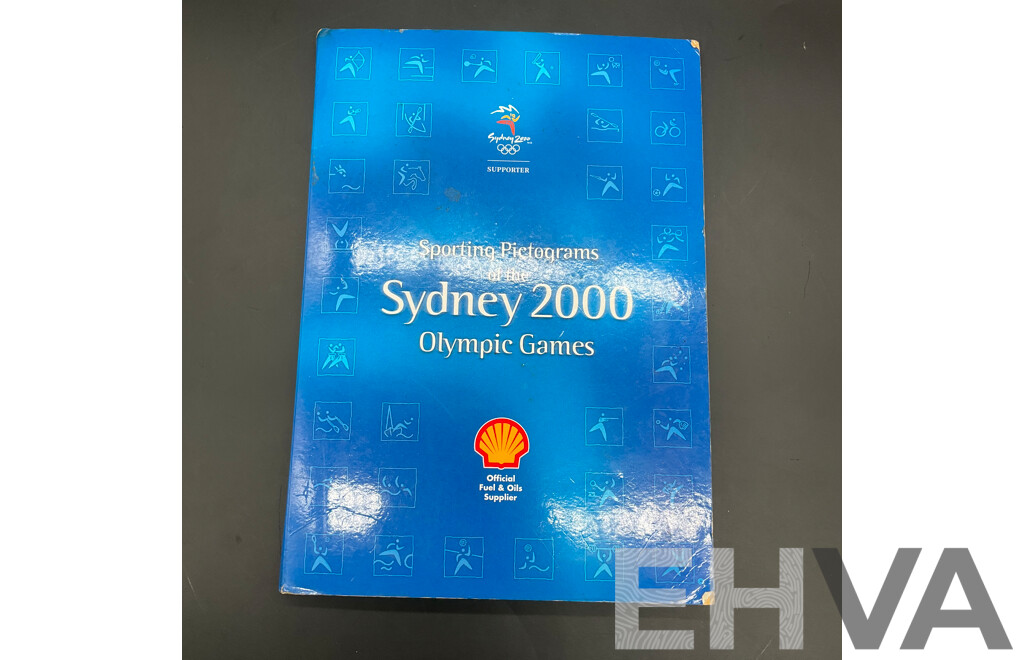 Sydney 2000
SUPPORTER
Sporting Pictograms
of the
Sydney 2000
Olympic Games
Official
Fuel & Oils
Supplier
EHVA